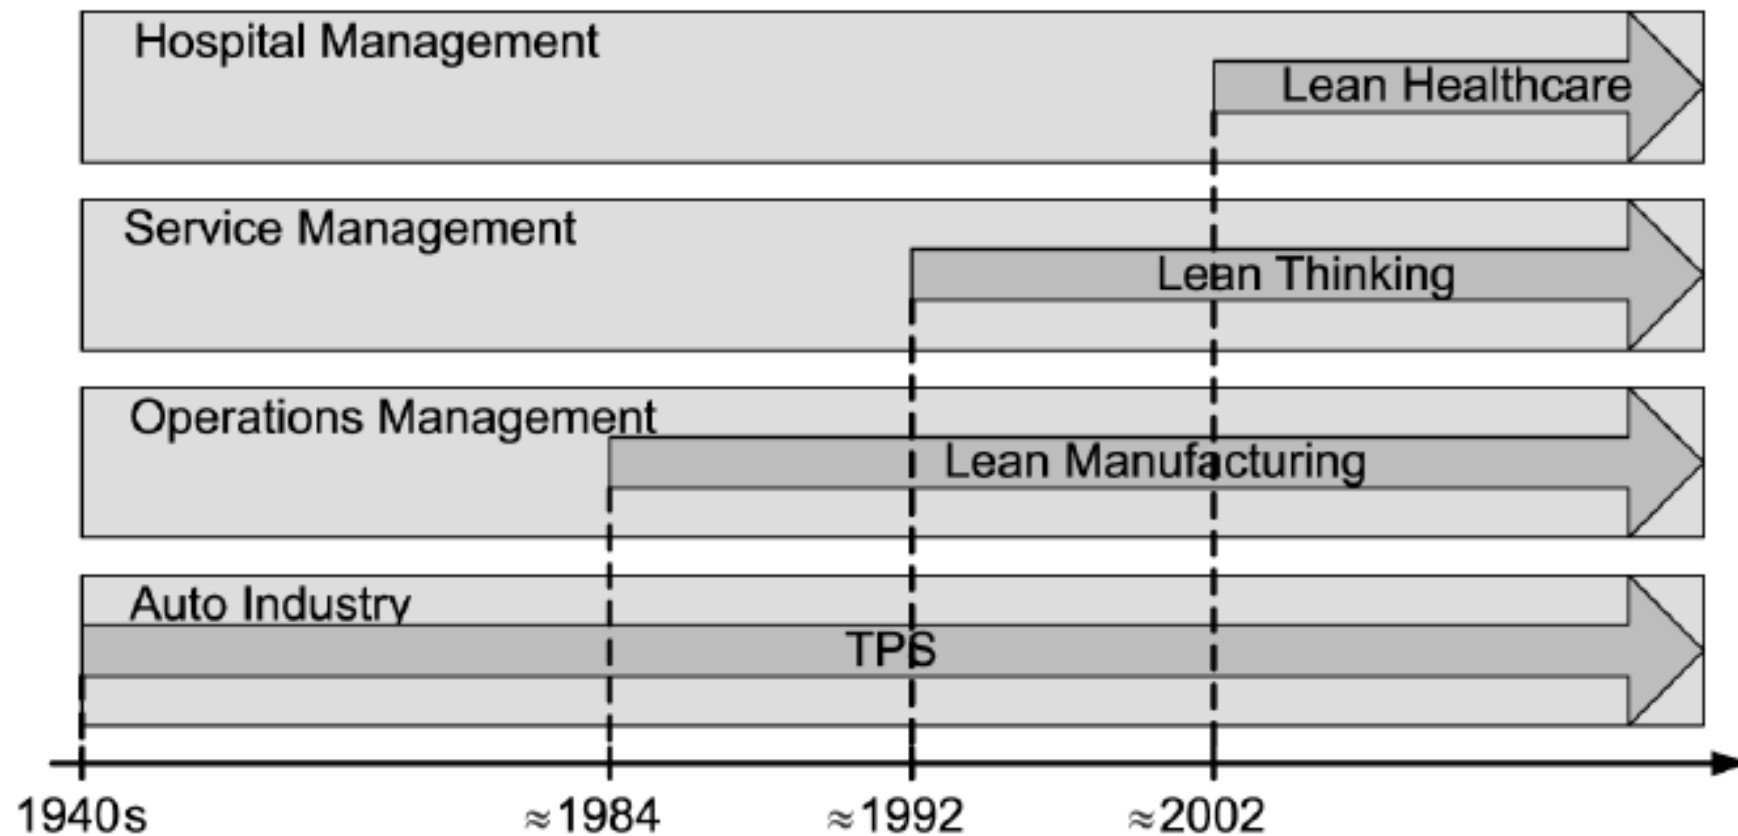 Hospital Management
Lean Healthcare
Service Management
Lean Thinking
Operations Management
Lean Manufacturing
Auto Industry
TPS
1940s ≈1984 ≈1992 ≈2002